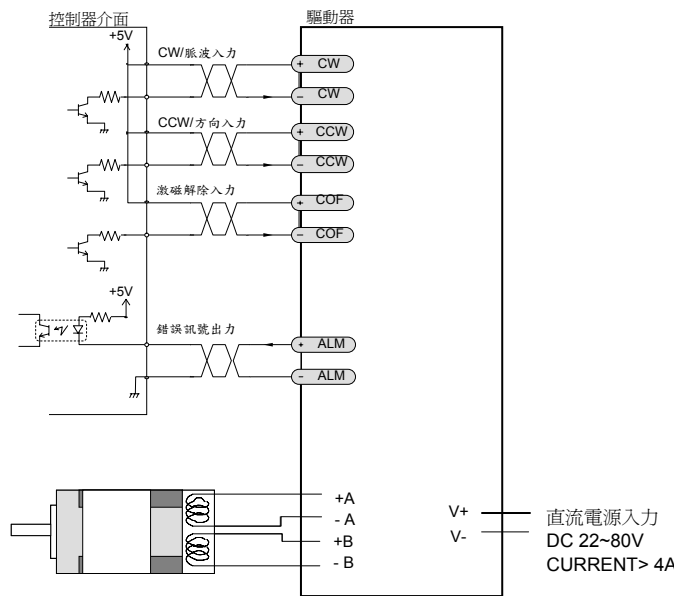 控制器介面
驅動器
+5V
CW/脈波入力
+ CW
- CW
CCW/方向入力
+ CCW
- CCW
激磁解除入力
+ COF
- COF
+5V
錯誤訊號出力
+ ALM
- ALM
+A
- A
+B
- B
V+
V-
直流電源入力
DC 22~80V
CURRENT> 4A